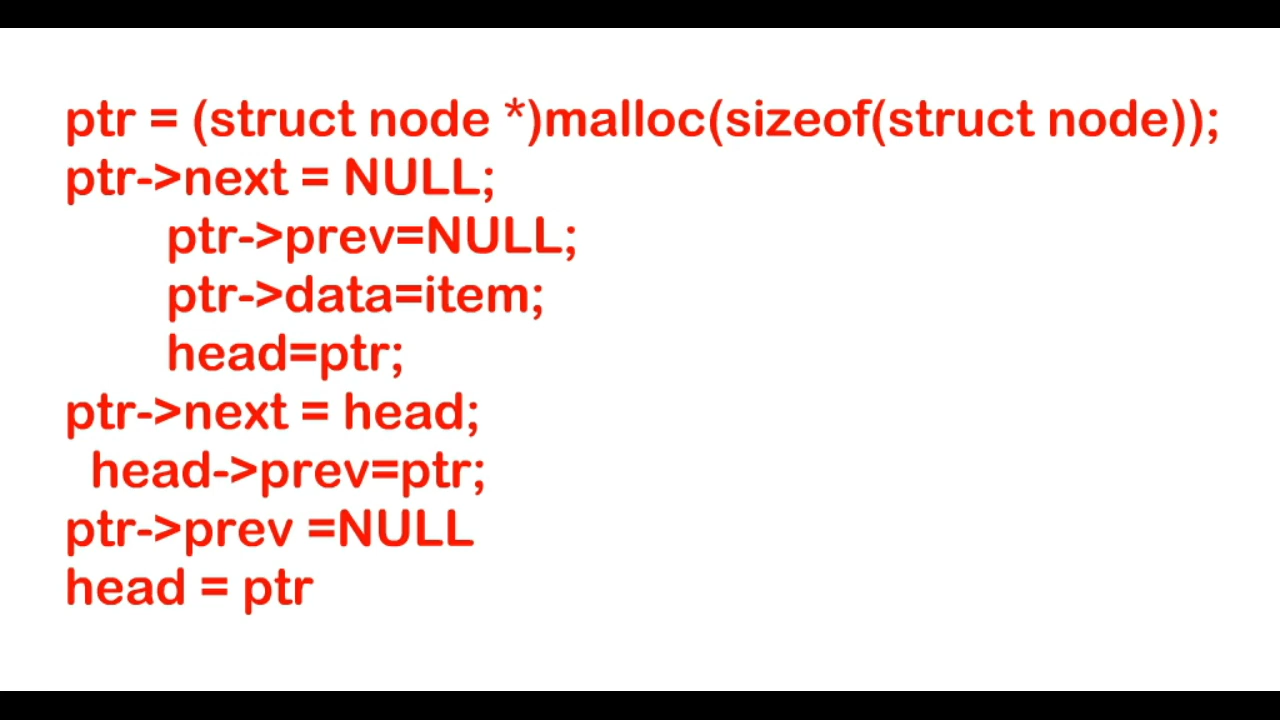 ptr = (struct node *)malloc(sizeof(struct node));
ptr->next = NULL;
ptr->prev=NULL;
ptr->data=item;
head=ptr;
ptr->next = head;
head->prev=ptr;
ptr->prev =NULL
head = ptr